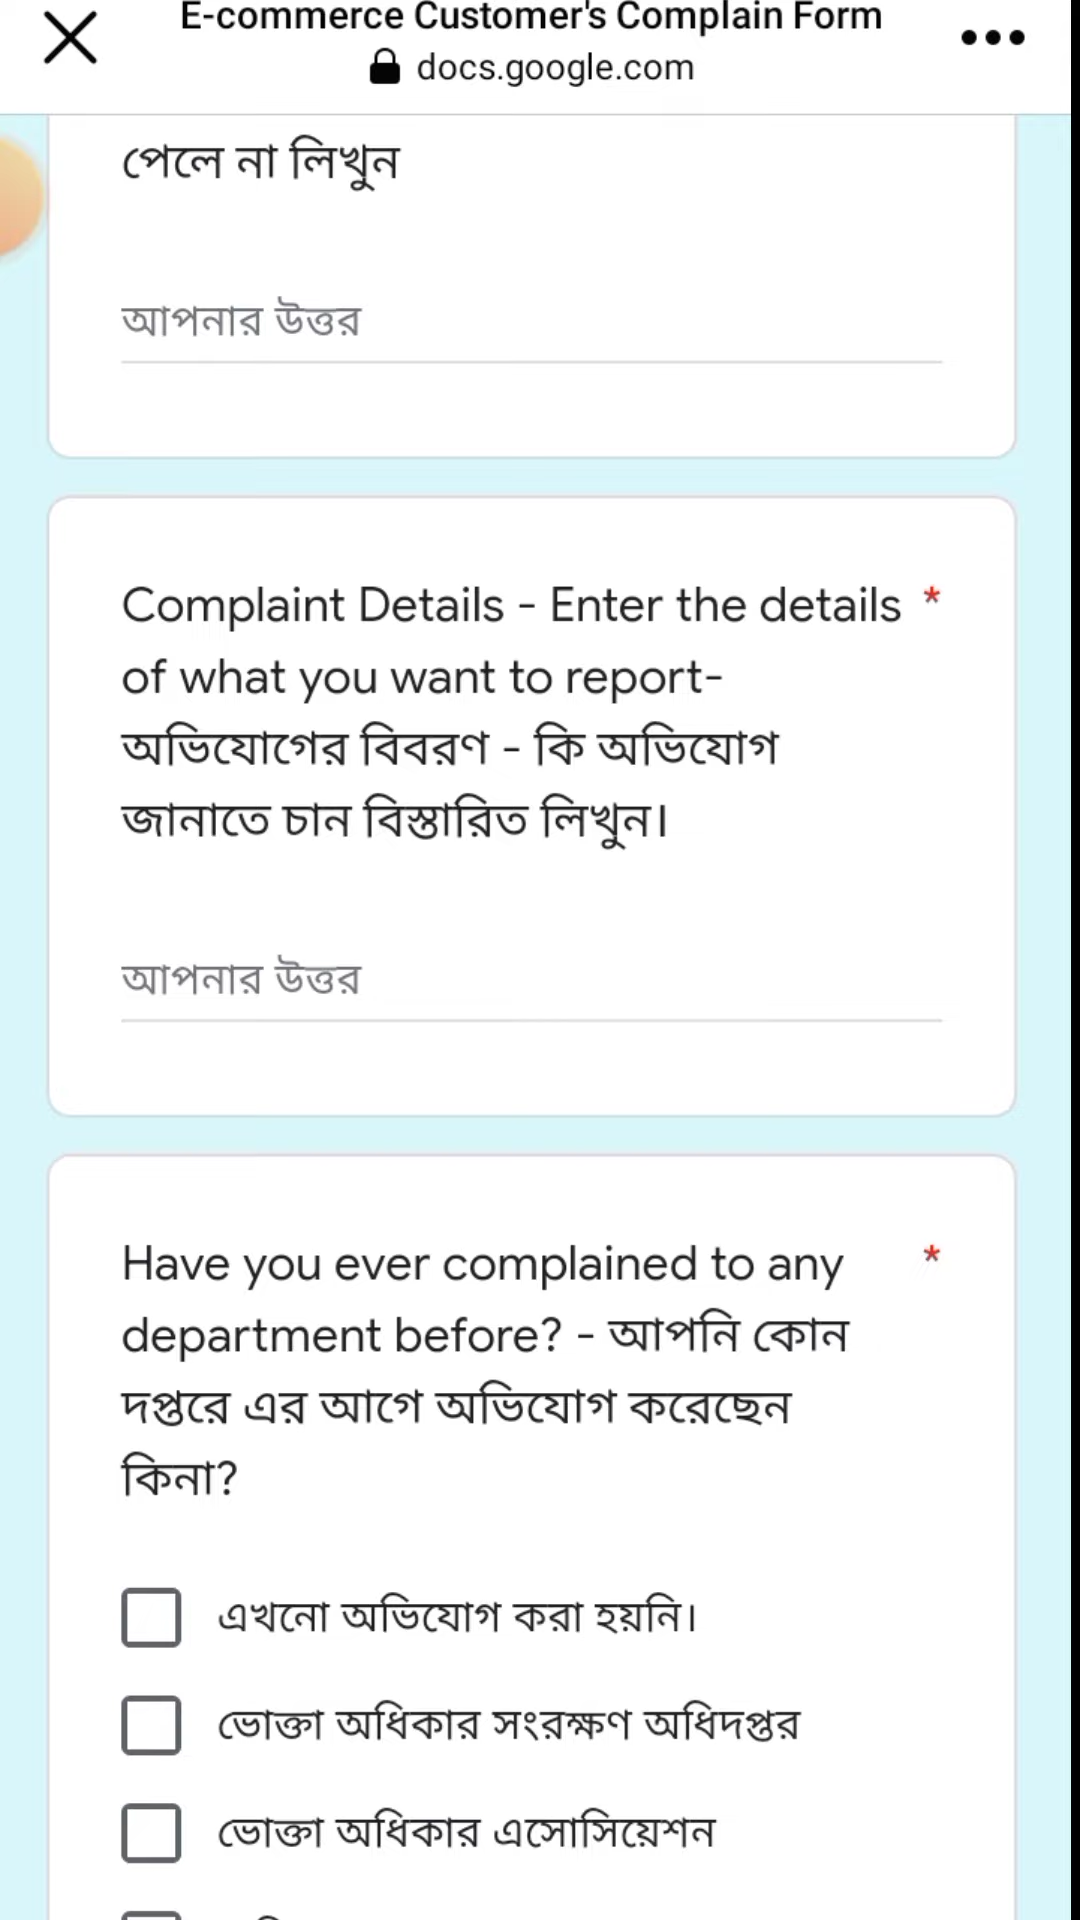 E-commerce Customer's Complain Form
docs.google.com
পেলে না লিখুন
আপনার উত্তর
Complaint Details - Enter the details *
of what you want to report-
অভিযোগের বিবরণ - কি অভিযোগ
জানাতে চান বিস্তারিত লিখুন।
আপনার উত্তর
Have you ever complained to any *
department before? - আপনি কোন
দপ্তরে এর আগে অভিযোগ করেছেন
কিনা?
এখনো অভিযোগ করা হয়নি।
ভোক্তা অধিকার সংরক্ষণ অধিদপ্তর
ভোক্তা অধিকার এসোসিয়েশন